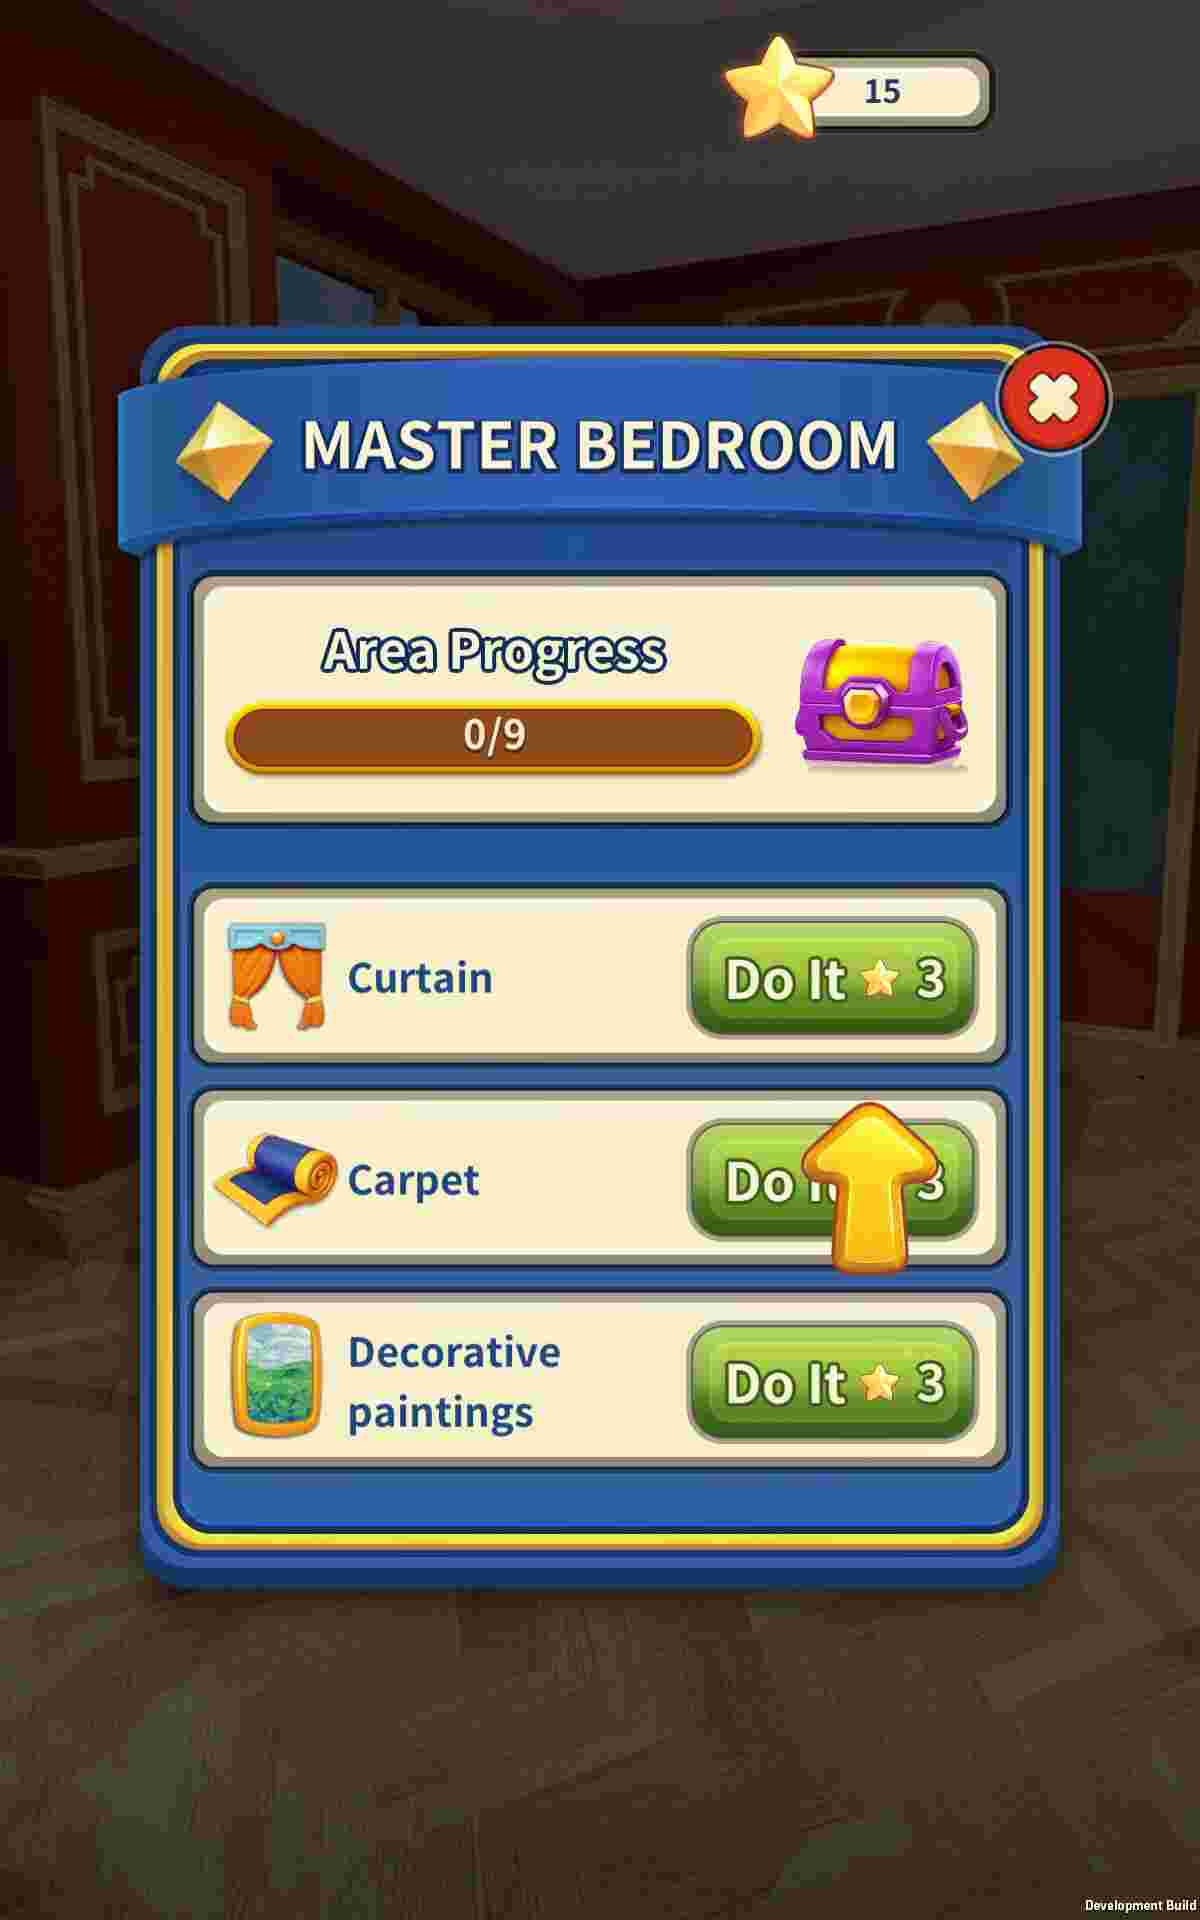 15
MASTER BEDROOM
Area Progress
0/9
Curtain
Do It 3
Carpet
Do 3
Decorative
paintings
Do It 3
Development Build